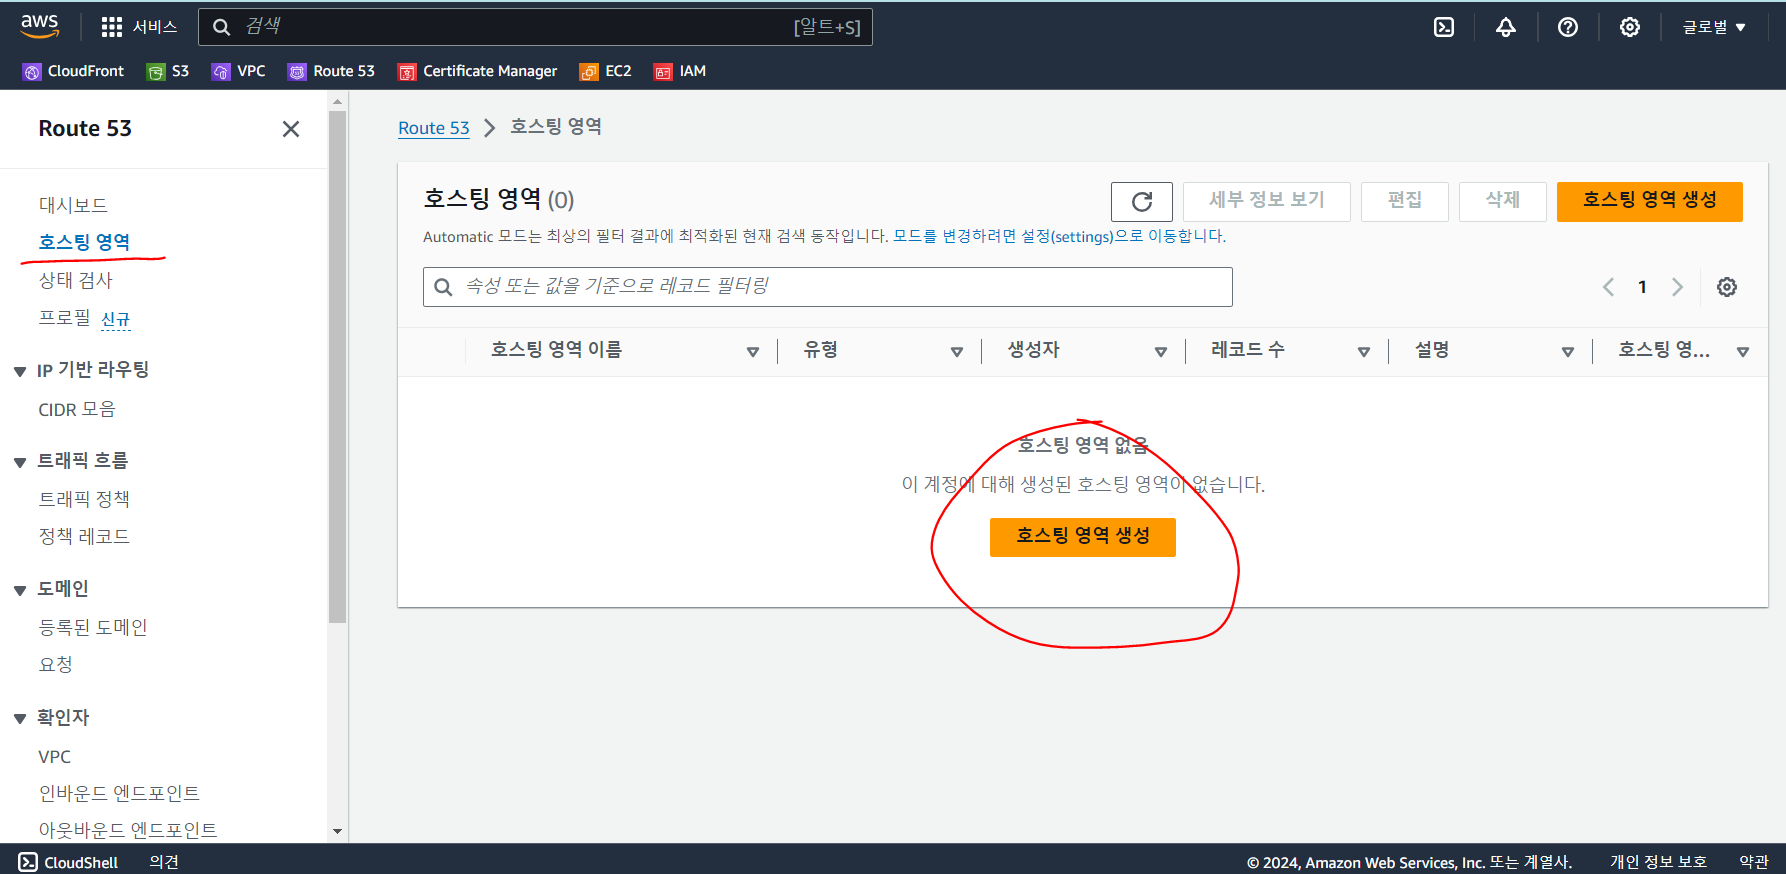 aws 서비스 검색 [알트+S] 글로벌
CloudFront S3 VPC Route 53 Certificate Manager EC2 IAM
Route 53
대시보드
호스팅 영역
상태 검사
프로필 신규
IP 기반 라우팅
CIDR 모음
트래픽 흐름
트래픽 정책
정책 레코드
도메인
등록된 도메인
요청
확인자
VPC
인바운드 엔드포인트
아웃바운드 엔드포인트
Route 53 호스팅 영역
호스팅 영역 (0)
세부 정보 보기 편집 삭제 호스팅 영역 생성
Automatic 모드는 최상의 필터 결과에 최적화된 현재 검색 동작입니다. 모드를 변경하려면 설정(settings)으로 이동합니다.
속성 또는 값을 기준으로 레코드 필터링
1
호스팅 영역 이름 유형 생성자 레코드 수 설명 호스팅 영...
호스팅 영역 없음
이 계정에 대해 생성된 호스팅 영역이 없습니다.
호스팅 영역 생성
CloudShell 의견 © 2024, Amazon Web Services, Inc. 또는 계열사. 개인 정보 보호 약관